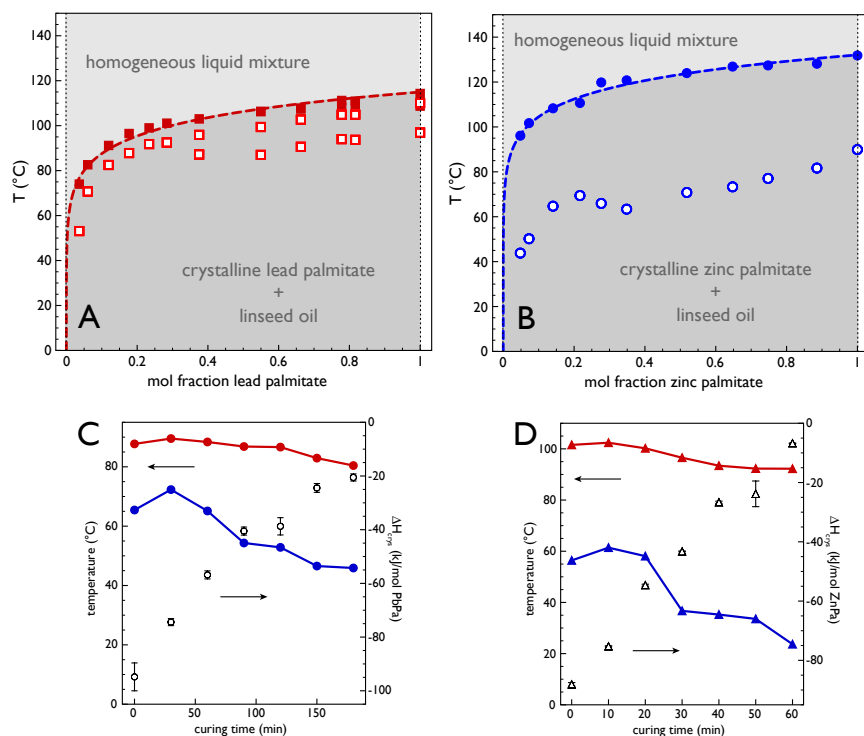 140
120
100
80
60
40
20
0
T (°C)
homogeneous liquid mixture
crystalline lead palmitate
+
linseed oil
A
0 0.2 0.4 0.6 0.8 1
mol fraction lead palmitate
140
120
100
80
60
40
20
0
T (°C)
homogeneous liquid mixture
crystalline zinc palmitate
+
linseed oil
B
0 0.2 0.4 0.6 0.8 1
mol fraction zinc palmitate
C
80
60
40
20
0
temperature (°C)
0
-20
-40
-60
-80
-100
ΔHcrys (kJ/mol PbPa)
0 50 100 150
curing time (min)
D
100
80
60
40
20
0
temperature (°C)
0
-20
-40
-60
-80
ΔHcrys (kJ/mol ZnPa)
0 10 20 30 40 50 60
curing time (min)